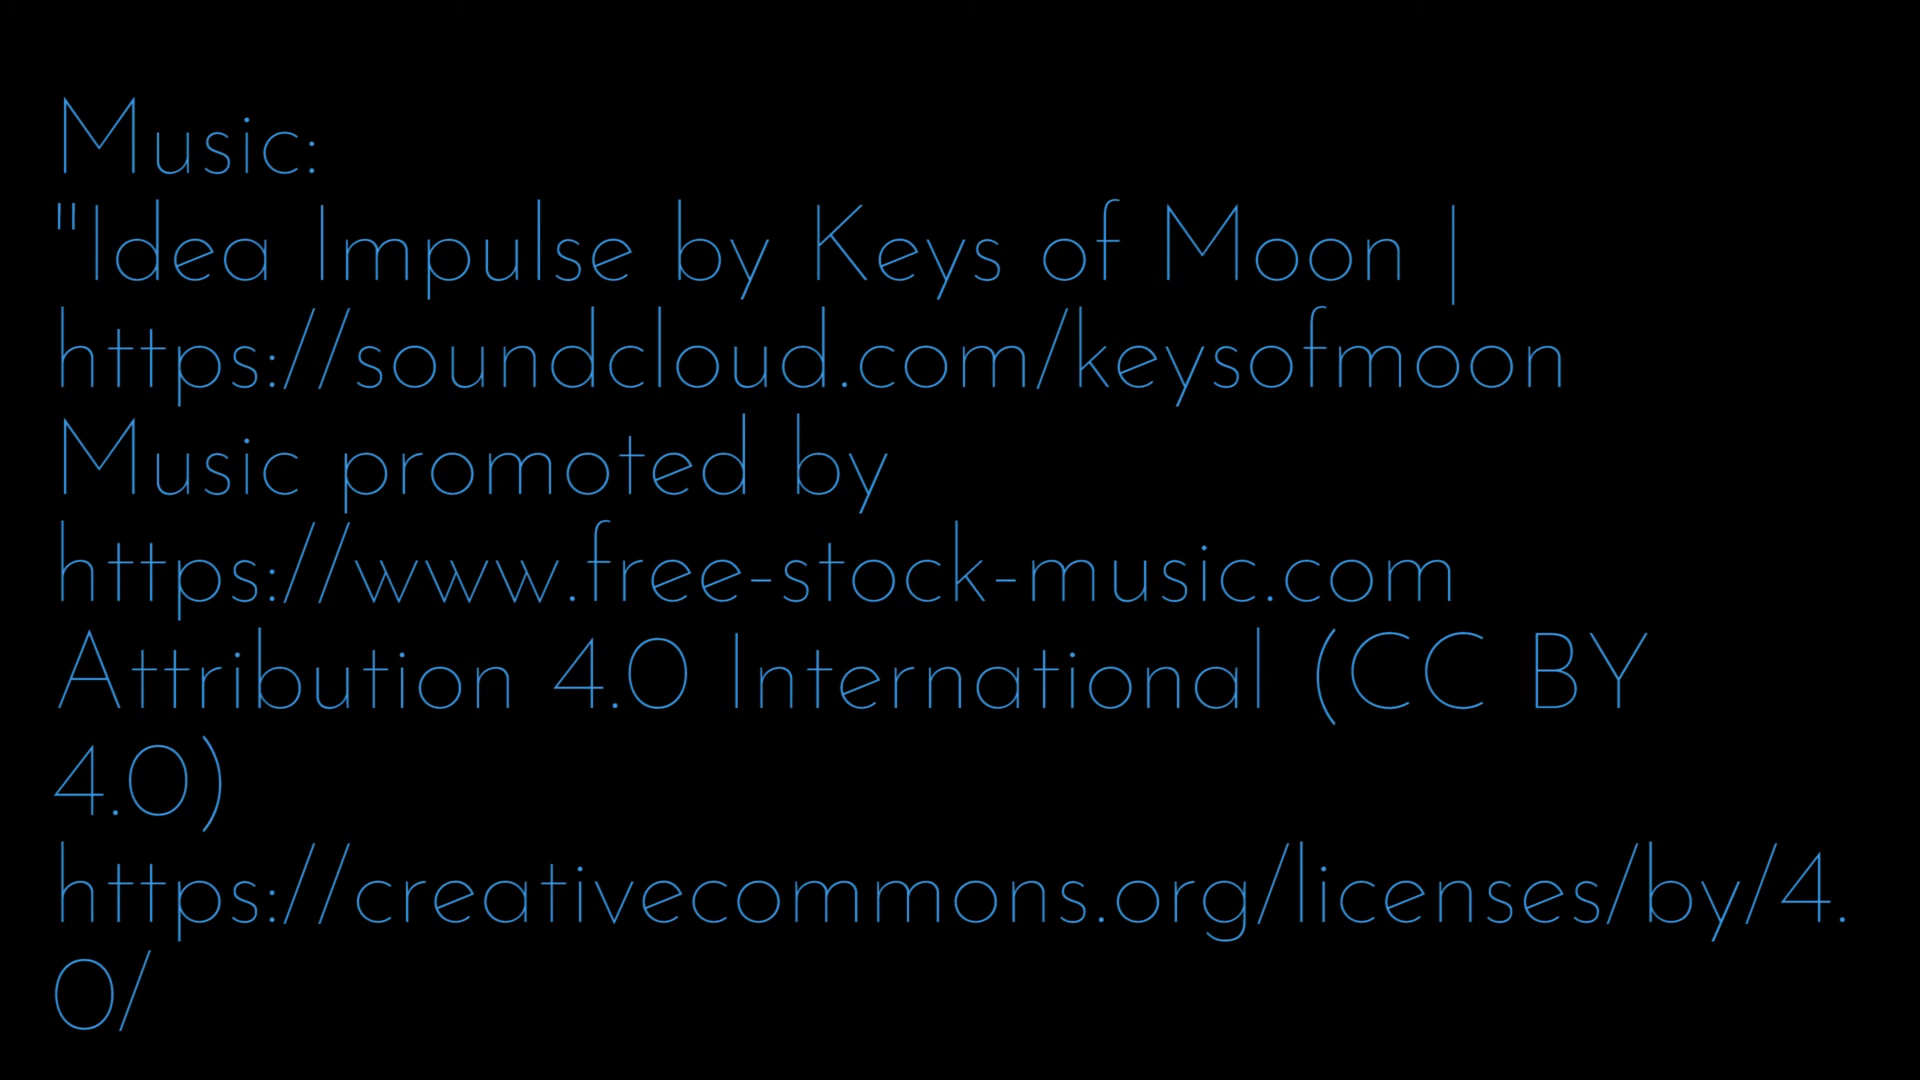 Music:
"Idea Impulse by Keys of Moon |
https://soundcloud.com/keysofmoon
Music promoted by
https://www.free-stock-music.com
Attribution 4.0 International (CC BY
4.0)
https://creativecommons.org/licenses/by/4.
0/